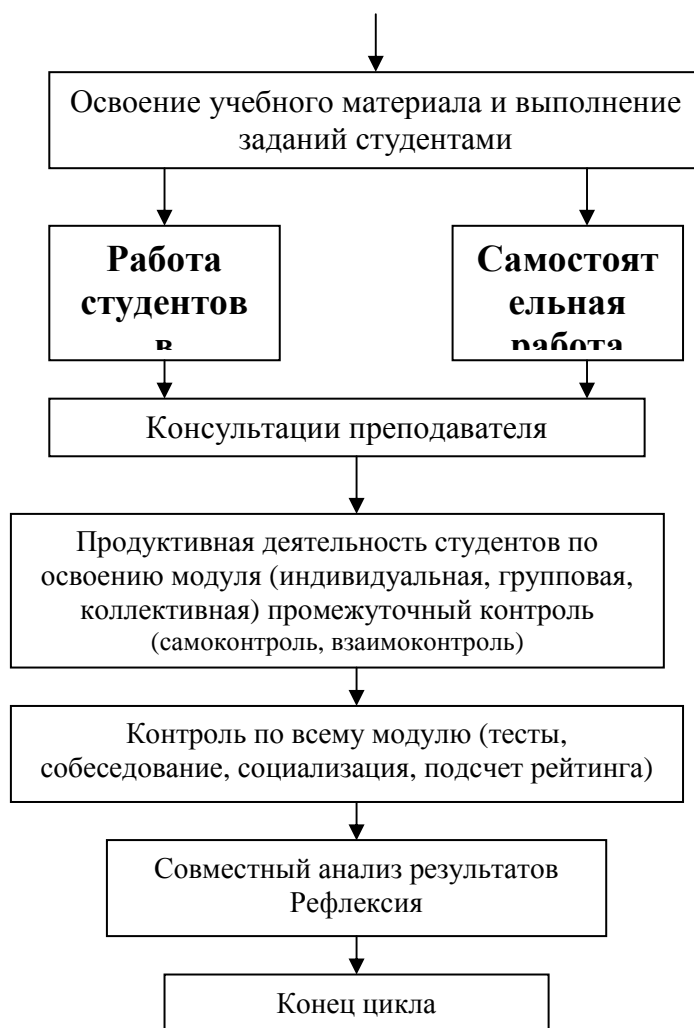 Освоение учебного материала и выполнение
заданий студентами
Работа
студентов
в
Самостоят
ельная
работа
Консультации преподавателя
Продуктивная деятельность студентов по
освоению модуля (индивидуальная, групповая,
коллективная) промежуточный контроль
(самоконтроль, взаимоконтроль)
Контроль по всему модулю (тесты,
собеседование, социализация, подсчет рейтинга)
Совместный анализ результатов
Рефлексия
Конец цикла